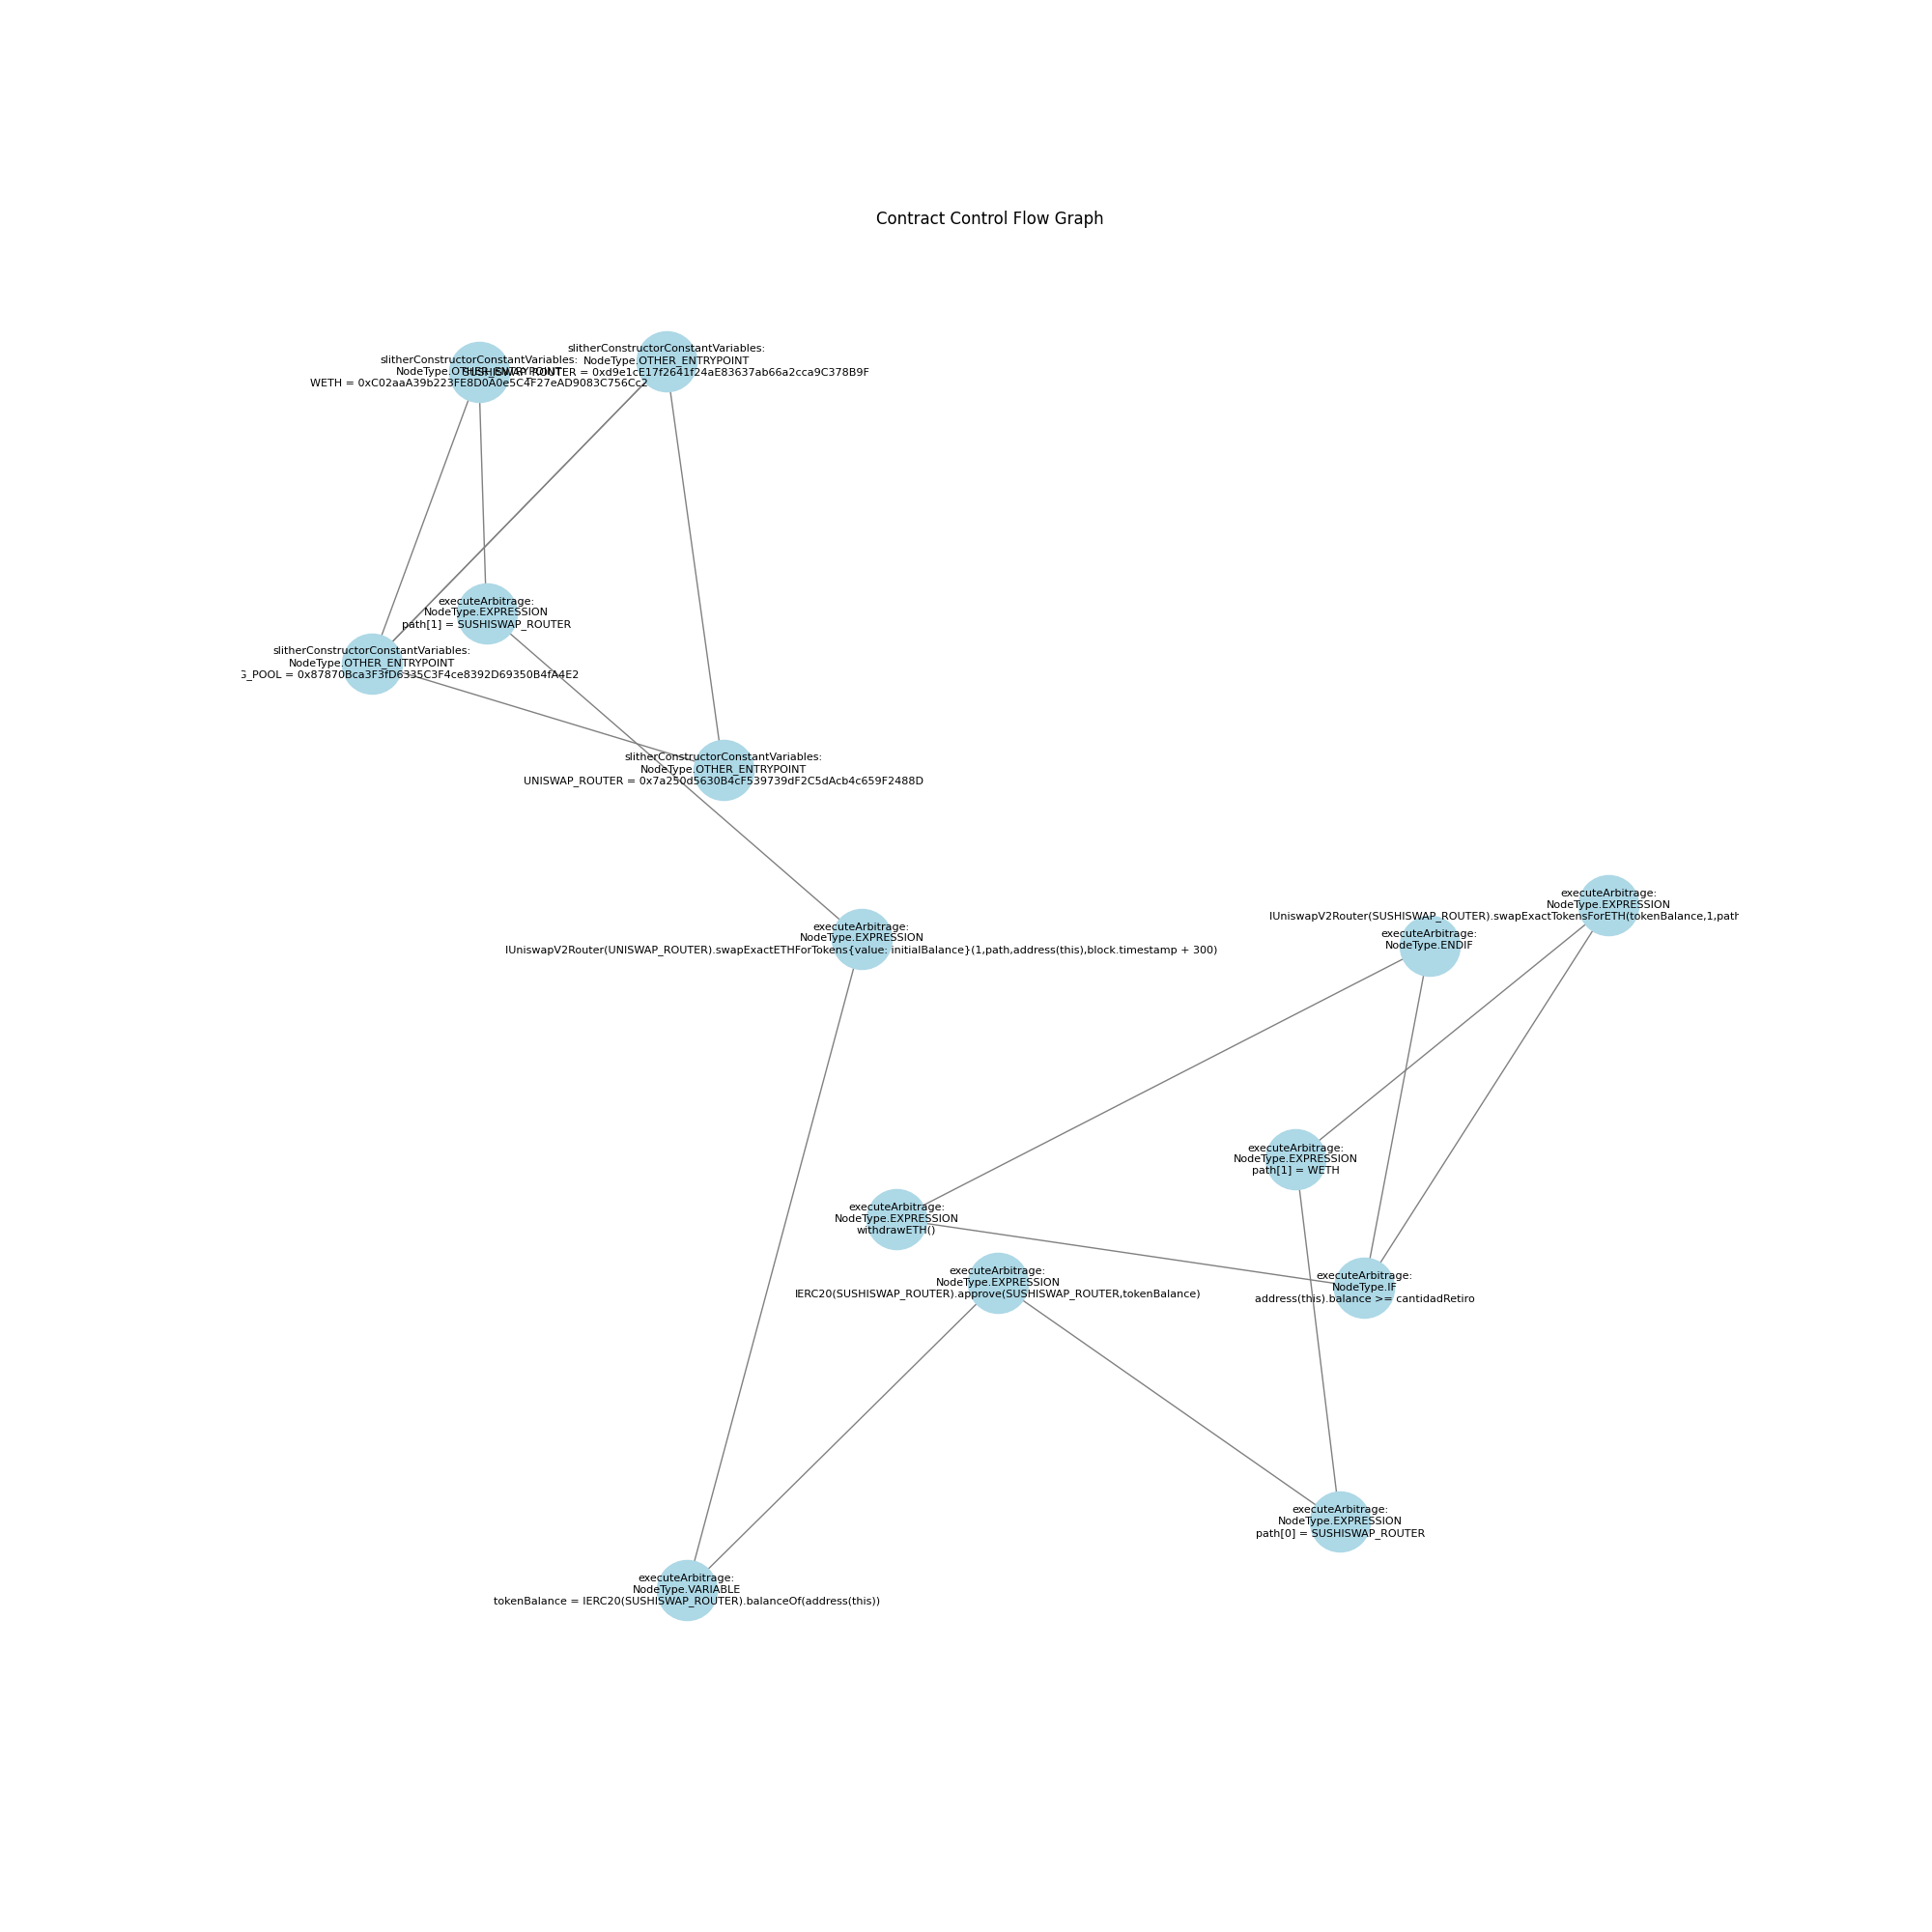 Contract Control Flow Graph
slitherConstructorConstantVariables:
NodeType.OTHER_ENTRYPOINT
SUSHISWAP_ROUTER = 0xd9e1cE17f2641f24aE83637ab66a2cca9C378B9F
slitherConstructorConstantVariables:
NodeType.OTHER_ENTRYPOINT
WETH = 0xC02aaA39b223FE8D0A0e5C4F27eAD9083C756Cc2
executeArbitrage:
NodeType.EXPRESSION
path[1] = SUSHISWAP_ROUTER
slitherConstructorConstantVariables:
NodeType.OTHER_ENTRYPOINT
G_POOL = 0x87870Bca3F3fD6335C3F4ce8392D69350B4fA4E2
slitherConstructorConstantVariables:
NodeType.OTHER_ENTRYPOINT
UNISWAP_ROUTER = 0x7a250d5630B4cF539739dF2C5dAcb4c659F2488D
executeArbitrage:
NodeType.EXPRESSION
IUniswapV2Router(SUSHISWAP_ROUTER).swapExactTokensForETH(tokenBalance,1,path
executeArbitrage:
NodeType.EXPRESSION
IUniswapV2Router(UNISWAP_ROUTER).swapExactETHForTokens{value: initialBalance}(1,path,address(this),block.timestamp + 300)
executeArbitrage:
NodeType.ENDIF
executeArbitrage:
NodeType.EXPRESSION
path[1] = WETH
executeArbitrage:
NodeType.EXPRESSION
withdrawETH()
executeArbitrage:
NodeType.EXPRESSION
IERC20(SUSHISWAP_ROUTER).approve(SUSHISWAP_ROUTER,tokenBalance)
executeArbitrage:
NodeType.IF
address(this).balance >= cantidadRetiro
executeArbitrage:
NodeType.EXPRESSION
path[0] = SUSHISWAP_ROUTER
executeArbitrage:
NodeType.VARIABLE
tokenBalance = IERC20(SUSHISWAP_ROUTER).balanceOf(address(this))